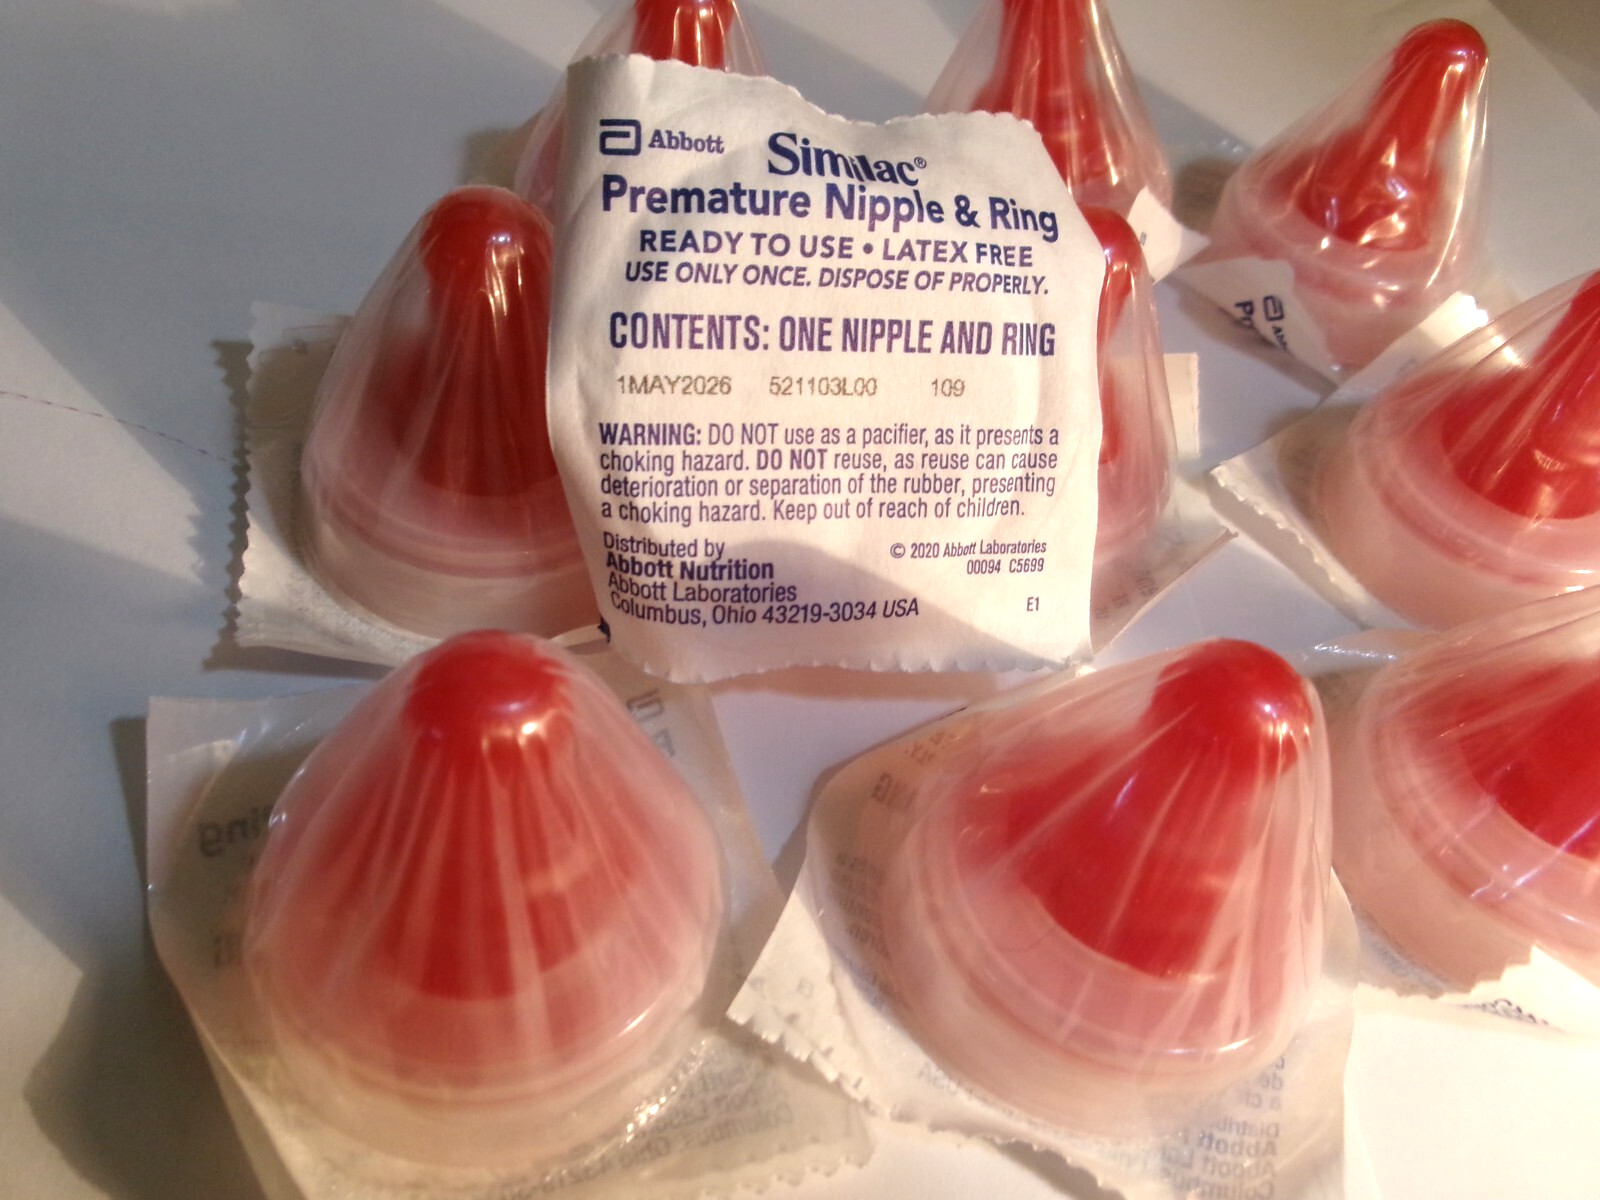 Abbott Similac®
Premature Nipple & Ring
READY TO USE • LATEX FREE
USE ONLY ONCE. DISPOSE OF PROPERLY.
CONTENTS: ONE NIPPLE AND RING
1MAY2026 521103L00 109
WARNING: DO NOT use as a pacifier, as it presents a
choking hazard. DO NOT reuse, as reuse can cause
deterioration or separation of the rubber, presenting
a choking hazard. Keep out of reach of children.
Distributed by
Abbott Nutrition
Abbott Laboratories
Columbus, Ohio 43219-3034 USA
© 2020 Abbott Laboratories
00094 C5699
E1